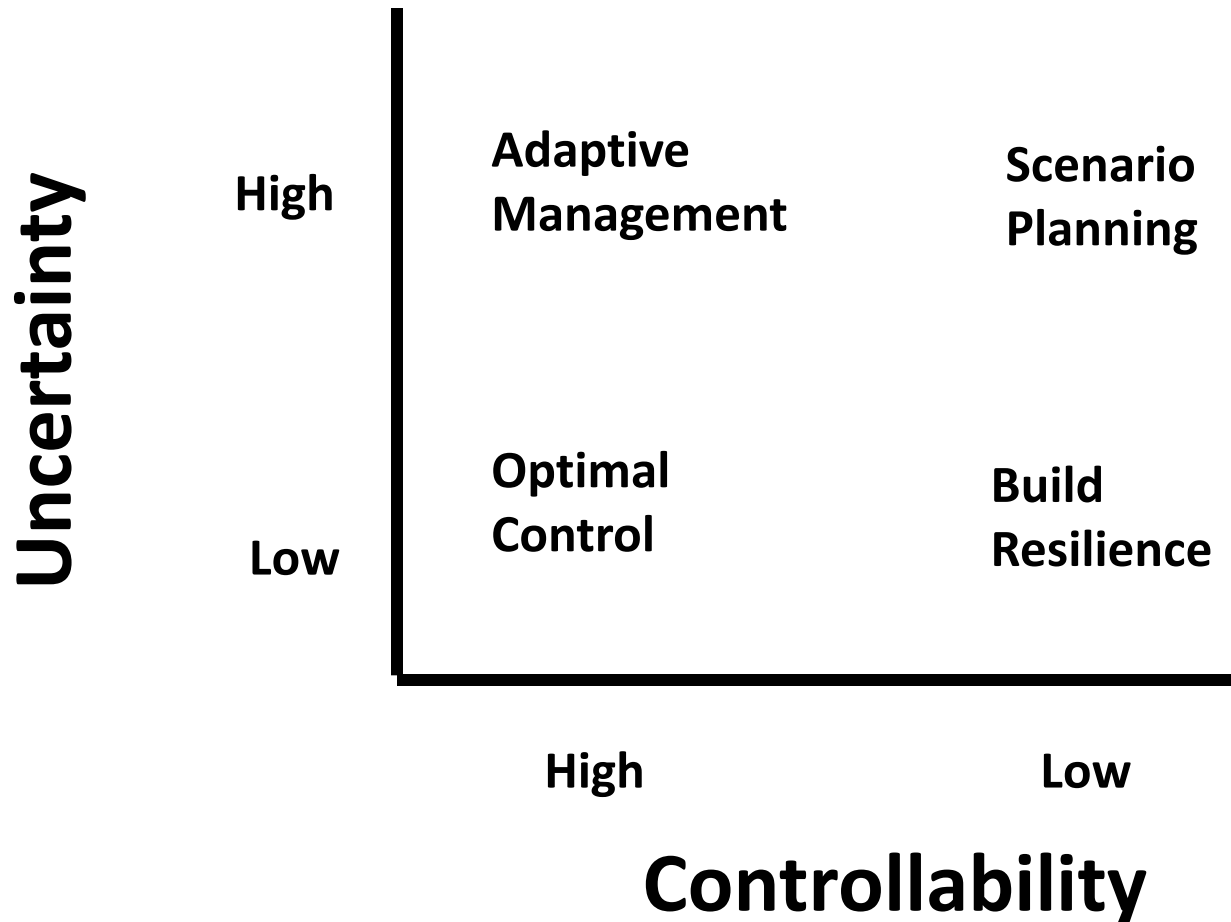 Uncertainty
High
Adaptive
Management
Scenario
Planning
Low
Optimal
Control
Build
Resilience
High
Low
Controllability